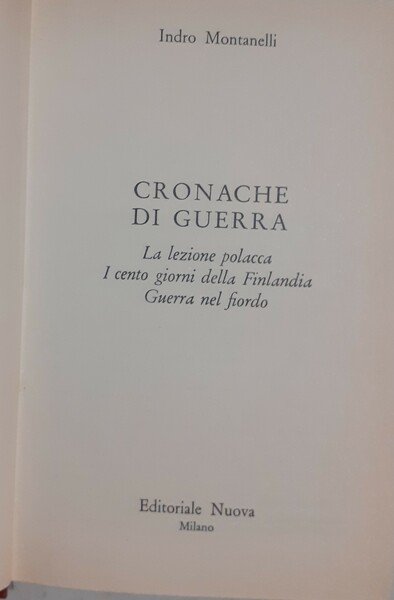 Indro Montanelli
CRONACHE
DI GUERRA
La lezione polacca
I cento giorni della Finlandia
Guerra nel fiordo
Editoriale Nuova
Milano